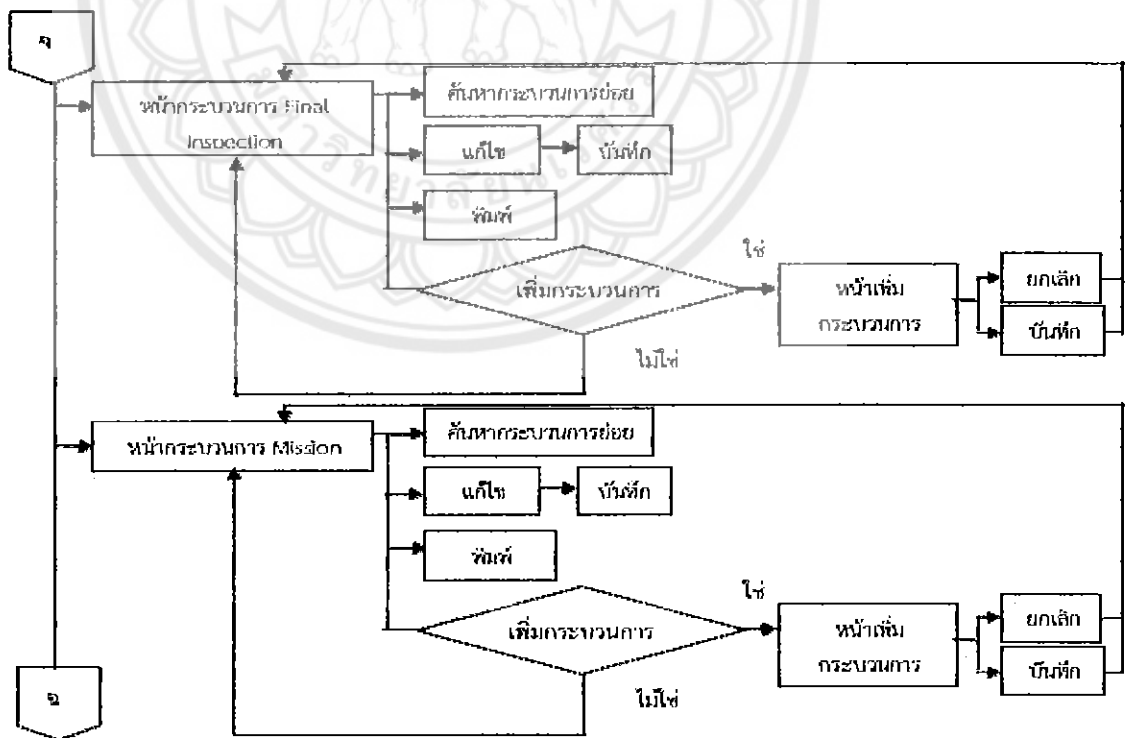 หน้ากระบวนการ Final
Inspection
ค้นหากระบวนการย่อย
แก้ไข
บันทึก
พิมพ์
เพิ่มกระบวนการ
ใช่
ไม่ใช่
หน้าเพิ่ม
กระบวนการ
ยกเลิก
บันทึก
หน้ากระบวนการ Mission
ค้นหากระบวนการย่อย
แก้ไข
บันทึก
พิมพ์
เพิ่มกระบวนการ
ใช่
ไม่ใช่
หน้าเพิ่ม
กระบวนการ
ยกเลิก
บันทึก